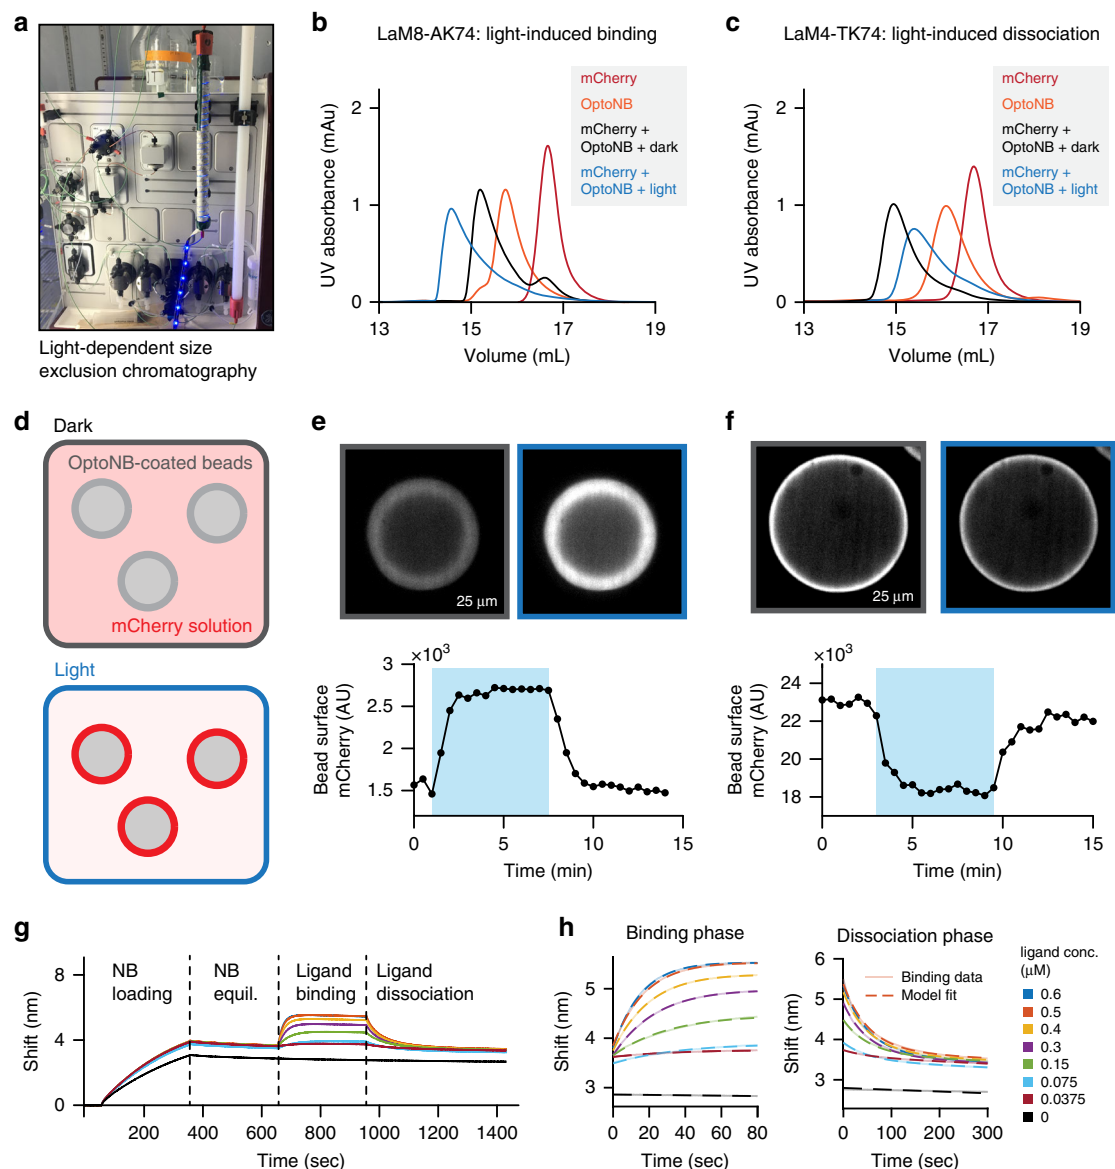 a
Light-dependent size
exclusion chromatography
b
LaM8-AK74: light-induced binding
mCherry
OptoNB
mCherry +
OptoNB + dark
mCherry +
OptoNB + light
UV absorbance (mAu)
2
1
0
13
15
17
19
Volume (mL)
c
LaM4-TK74: light-induced dissociation
mCherry
OptoNB
mCherry +
OptoNB + dark
mCherry +
OptoNB + light
UV absorbance (mAu)
2
1
0
13
15
17
19
Volume (mL)
d
Dark
OptoNB-coated beads
mCherry solution
Light
e
25 μm
×10³
Bead surface
mCherry (AU)
3
2.5
2
1.5
0
5
10
15
Time (min)
f
25 μm
×10³
Bead surface
mCherry (AU)
24
22
20
18
0
5
10
15
Time (min)
g
NB
loading
NB
equil.
Ligand
binding
Ligand
dissociation
Shift (nm)
8
4
0
200
400
600
800
1000
1200
1400
Time (sec)
h
Binding phase
Shift (nm)
5
4
3
0
20
40
60
80
Time (sec)
Dissociation phase
Binding data
Model fit
Shift (nm)
6
5
4
3
0
100
200
300
Time (sec)
ligand conc.
(μM)
0.6
0.5
0.4
0.3
0.15
0.075
0.0375
0